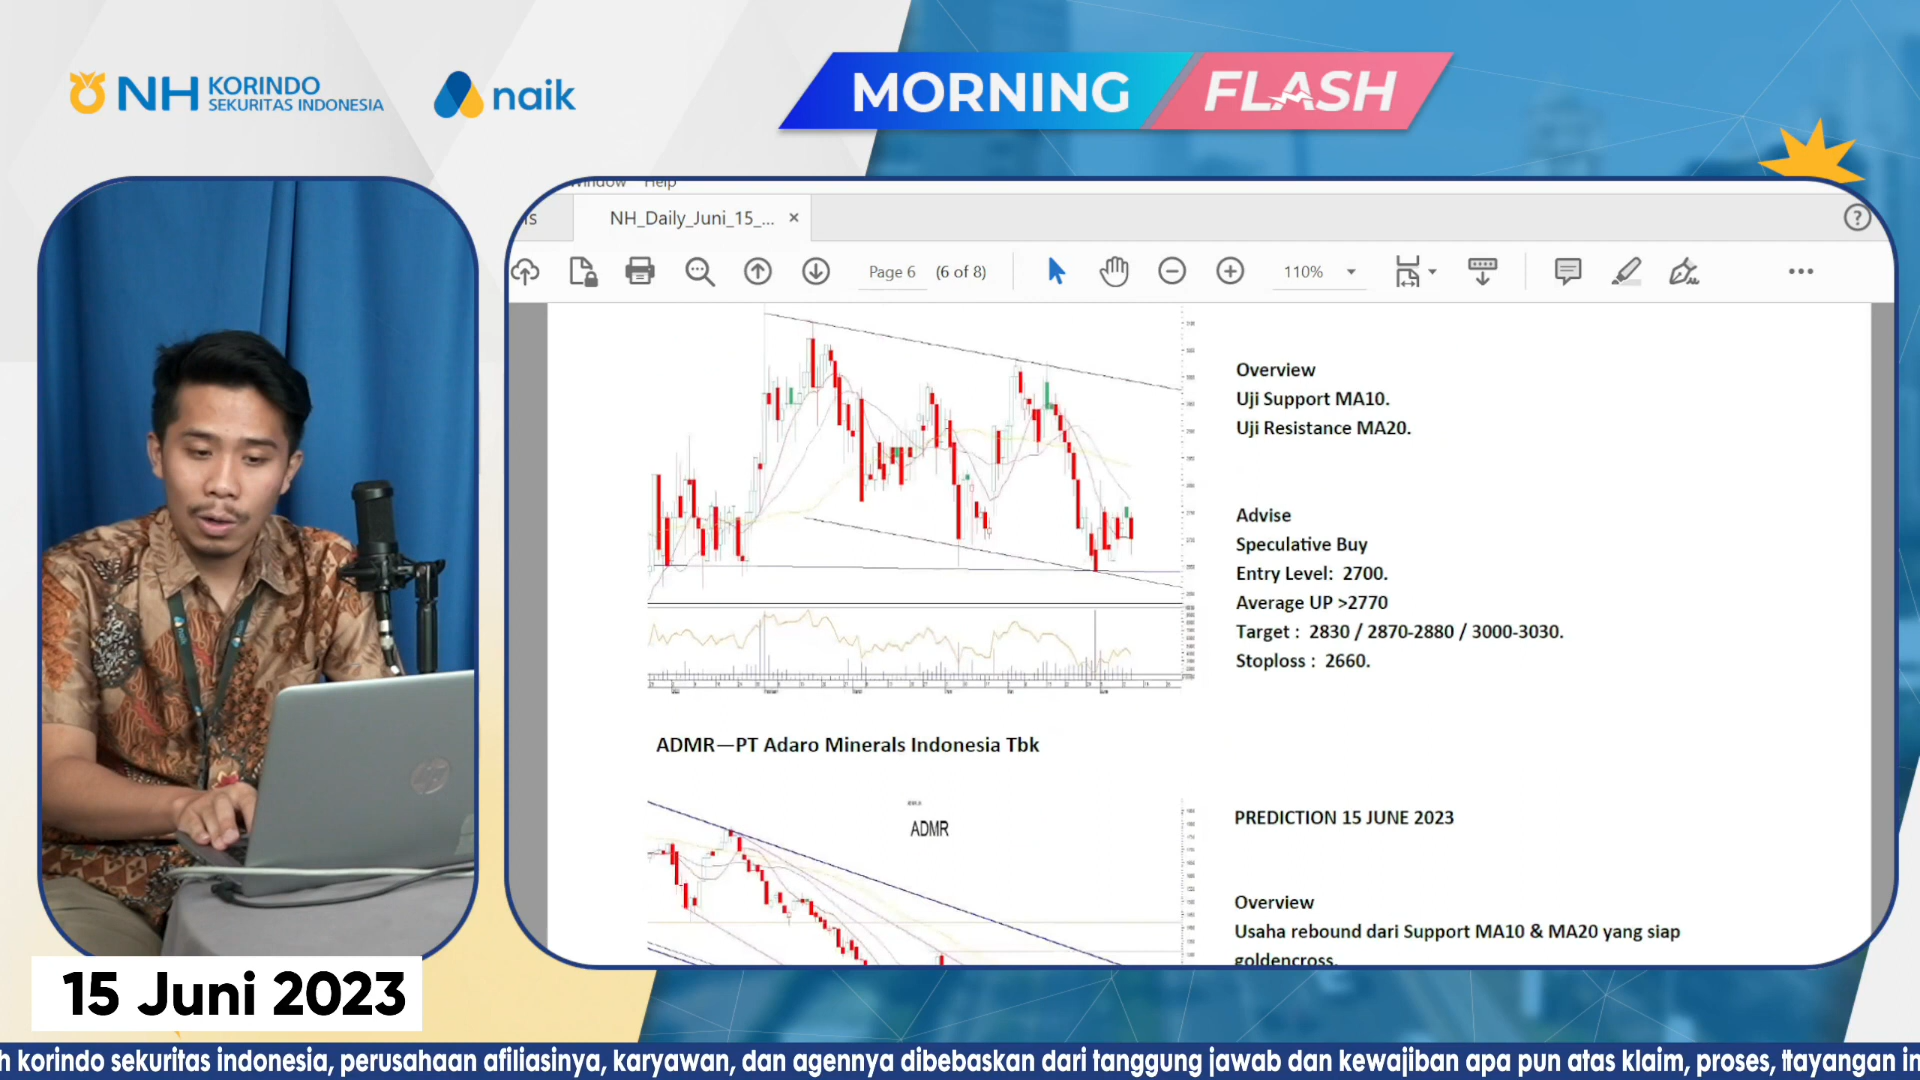 NH KORINDO
SEKURITAS INDONESIA
naik
MORNING FLASH
Window Help
NH_Daily_Juni_15_...
Page 6 (6 of 8)
110%
Overview
Uji Support MA10.
Uji Resistance MA20.
Advise
Speculative Buy
Entry Level: 2700.
Average UP >2770
Target : 2830 / 2870-2880 / 3000-3030.
Stoploss : 2660.
ADMR—PT Adaro Minerals Indonesia Tbk
ADMR
PREDICTION 15 JUNE 2023
Overview
Usaha rebound dari Support MA10 & MA20 yang siap
goldencross.
15 Juni 2023
h korindo sekuritas indonesia, perusahaan afiliasinya, karyawan, dan agennya dibebaskan dari tanggung jawab dan kewajiban apa pun atas klaim, proses, tayangan in